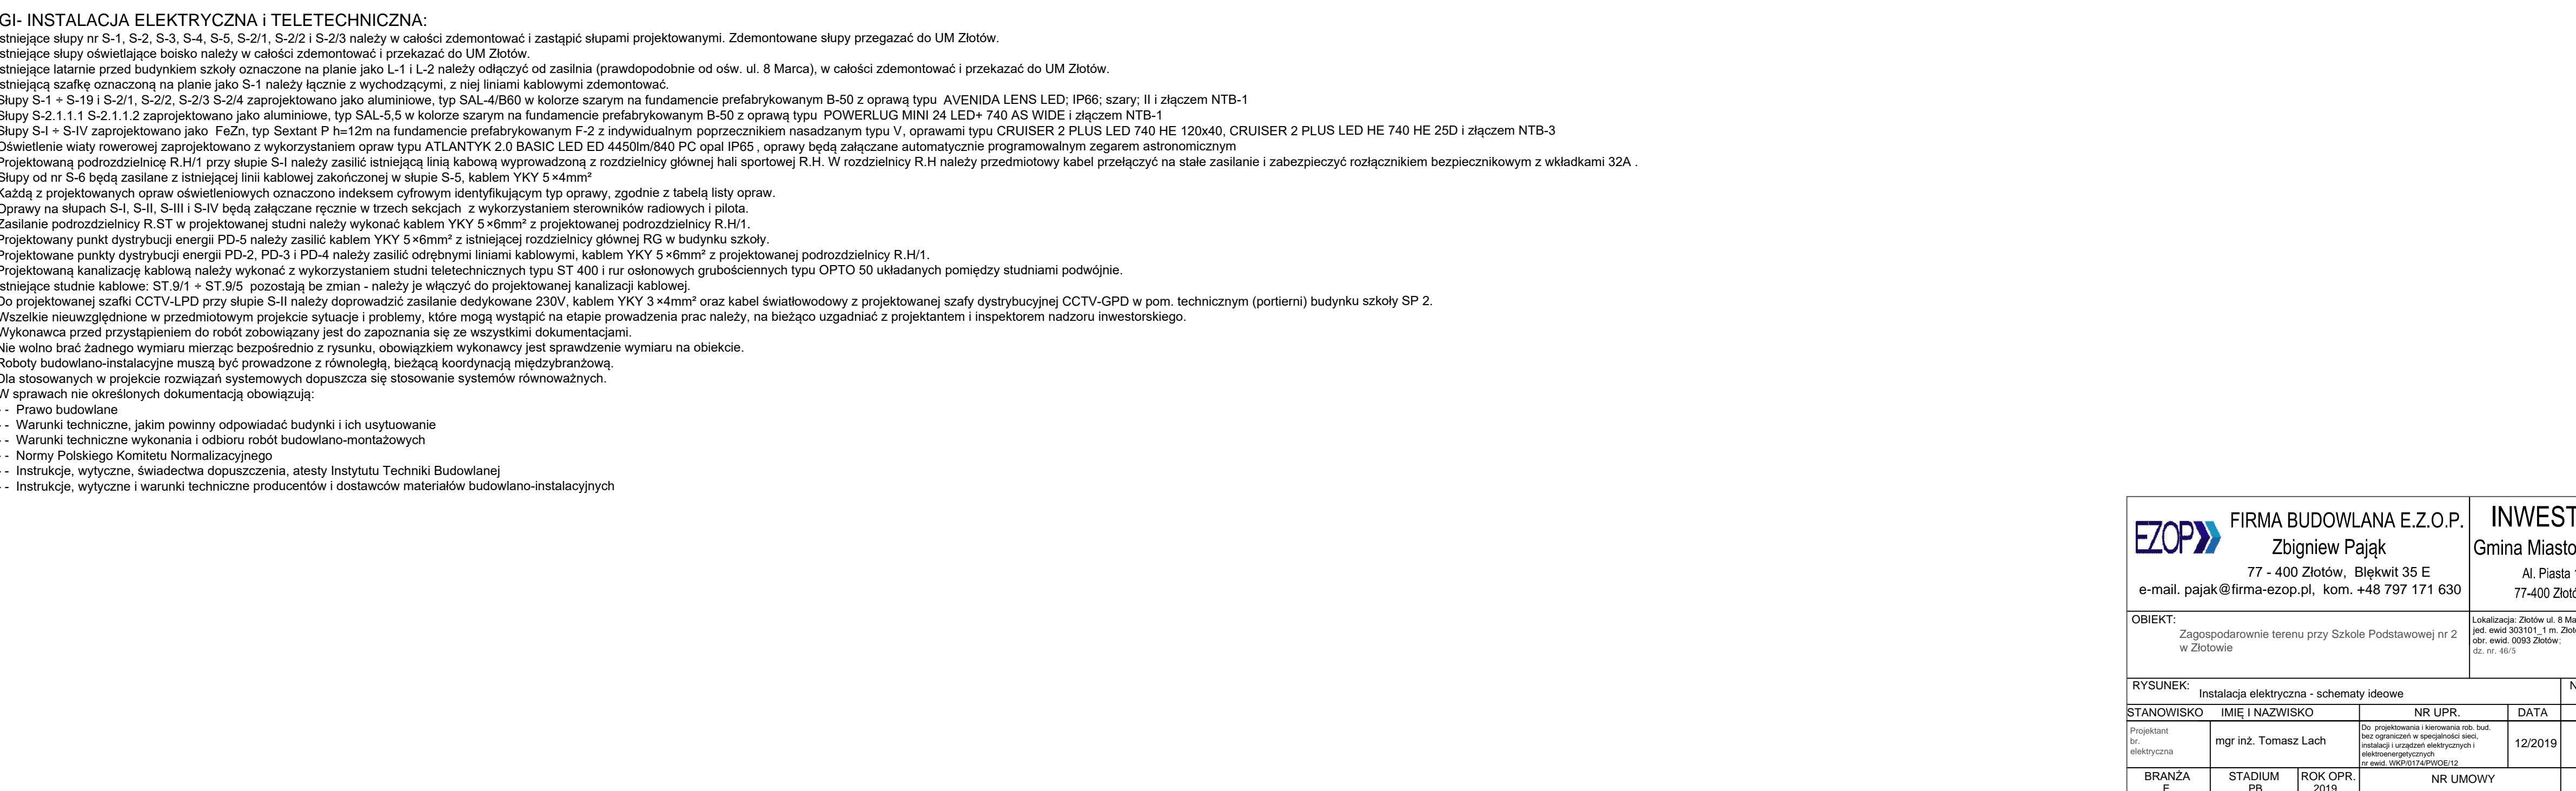 GI- INSTALACJA ELEKTRYCZNA i TELETECHNICZNA:
stniejące słupy nr S-1, S-2, S-3, S-4, S-5, S-2/1, S-2/2 i S-2/3 należy w całości zdemontować i zastąpić słupami projektowanymi. Zdemontowane słupy przegazać do UM Złotów.
stniejące słupy oświetlające boisko należy w całości zdemontować i przekazać do UM Złotów.
stniejące latarnie przed budynkiem szkoły oznaczone na planie jako L-1 i L-2 należy odłączyć od zasilnia (prawdopodobnie od ośw. ul. 8 Marca), w całości zdemontować i przekazać do UM Złotów.
stniejącą szafkę oznaczoną na planie jako S-1 należy łącznie z wychodzącymi, z niej liniami kablowymi zdemontować.
Słupy S-1 ÷ S-19 i S-2/1, S-2/2, S-2/3 S-2/4 zaprojektowano jako aluminiowe, typ SAL-4/B60 w kolorze szarym na fundamencie prefabrykowanym B-50 z oprawą typu AVENIDA LENS LED; IP66; szary; II i złączem NTB-1
Słupy S-2.1.1.1 S-2.1.1.2 zaprojektowano jako aluminiowe, typ SAL-5,5 w kolorze szarym na fundamencie prefabrykowanym B-50 z oprawą typu POWERLUG MINI 24 LED+ 740 AS WIDE i złączem NTB-1
Słupy S-I ÷ S-IV zaprojektowano jako FeZn, typ Sextant P h=12m na fundamencie prefabrykowanym F-2 z indywidualnym poprzecznikiem nasadzanym typu V, oprawami typu CRUISER 2 PLUS LED 740 HE 120x40, CRUISER 2 PLUS LED HE 740 HE 25D i złączem NTB-3
Oświetlenie wiaty rowerowej zaprojektowano z wykorzystaniem opraw typu ATLANTYK 2.0 BASIC LED ED 4450lm/840 PC opal IP65 , oprawy będą załączane automatycznie programowalnym zegarem astronomicznym
Projektowaną podrozdzielnicę R.H/1 przy słupie S-I należy zasilić istniejącą linią kabową wyprowadzoną z rozdzielnicy głównej hali sportowej R.H. W rozdzielnicy R.H należy przedmiotowy kabel przełączyć na stałe zasilanie i zabezpieczyć rozłącznikiem bezpiecznikowym z wkładkami 32A .
Słupy od nr S-6 będą zasilane z istniejącej linii kablowej zakończonej w słupie S-5, kablem YKY 5×4mm²
Każdą z projektowanych opraw oświetleniowych oznaczono indeksem cyfrowym identyfikującym typ oprawy, zgodnie z tabelą listy opraw.
Oprawy na słupach S-I, S-II, S-III i S-IV będą załączane ręcznie w trzech sekcjach z wykorzystaniem sterowników radiowych i pilota.
Zasilanie podrozdzielnicy R.ST w projektowanej studni należy wykonać kablem YKY 5×6mm² z projektowanej podrozdzielnicy R.H/1.
Projektowany punkt dystrybucji energii PD-5 należy zasilić kablem YKY 5×6mm² z istniejącej rozdzielnicy głównej RG w budynku szkoły.
Projektowane punkty dystrybucji energii PD-2, PD-3 i PD-4 należy zasilić odrębnymi liniami kablowymi, kablem YKY 5×6mm² z projektowanej podrozdzielnicy R.H/1.
Projektowaną kanalizację kablową należy wykonać z wykorzystaniem studni teletechnicznych typu ST 400 i rur osłonowych grubościennych typu OPTO 50 układanych pomiędzy studniami podwójnie.
stniejące studnie kablowe: ST.9/1 ÷ ST.9/5 pozostają be zmian - należy je włączyć do projektowanej kanalizacji kablowej.
Do projektowanej szafki CCTV-LPD przy słupie S-II należy doprowadzić zasilanie dedykowane 230V, kablem YKY 3×4mm² oraz kabel światłowodowy z projektowanej szafy dystrybucyjnej CCTV-GPD w pom. technicznym (portierni) budynku szkoły SP 2.
Wszelkie nieuwzględnione w przedmiotowym projekcie sytuacje i problemy, które mogą wystąpić na etapie prowadzenia prac należy, na bieżąco uzgadniać z projektantem i inspektorem nadzoru inwestorskiego.
Wykonawca przed przystąpieniem do robót zobowiązany jest do zapoznania się ze wszystkimi dokumentacjami.
Nie wolno brać żadnego wymiaru mierząc bezpośrednio z rysunku, obowiązkiem wykonawcy jest sprawdzenie wymiaru na obiekcie.
Roboty budowlano-instalacyjne muszą być prowadzone z równoległą, bieżącą koordynacją międzybranżową.
Dla stosowanych w projekcie rozwiązań systemowych dopuszcza się stosowanie systemów równoważnych.
W sprawach nie określonych dokumentacją obowiązują:
- - Prawo budowlane
- - Warunki techniczne, jakim powinny odpowiadać budynki i ich usytuowanie
- - Warunki techniczne wykonania i odbioru robót budowlano-montażowych
- - Normy Polskiego Komitetu Normalizacyjnego
- - Instrukcje, wytyczne, świadectwa dopuszczenia, atesty Instytutu Techniki Budowlanej
- - Instrukcje, wytyczne i warunki techniczne producentów i dostawców materiałów budowlano-instalacyjnych
EZOP
FIRMA BUDOWLANA E.Z.O.P.
Zbigniew Pająk
77 - 400 Złotów, Blękwit 35 E
e-mail. pajak@firma-ezop.pl, kom. +48 797 171 630
INWEST
Gmina Miasto
Al. Piasta
77-400 Złotó
OBIEKT:
Zagospodarownie terenu przy Szkole Podstawowej nr 2
w Złotowie
Lokalizacja: Złotów ul. 8 Ma
jed. ewid 303101_1 m. Złot
obr. ewid. 0093 Złotów;
dz. nr. 46/5
RYSUNEK:
Instalacja elektryczna - schematy ideowe
N
STANOWISKO IMIĘ I NAZWISKO NR UPR. DATA
Projektant
br.
elektryczna
mgr inż. Tomasz Lach
Do projektowania i kierowania rob. bud.
bez ograniczeń w specjalności sieci,
instalacji i urządzeń elektrycznych i
elektroenergetycznych
nr ewid. WKP/0174/PWOE/12
12/2019
BRANŻA STADIUM ROK OPR. NR UMOWY
E PB 2019